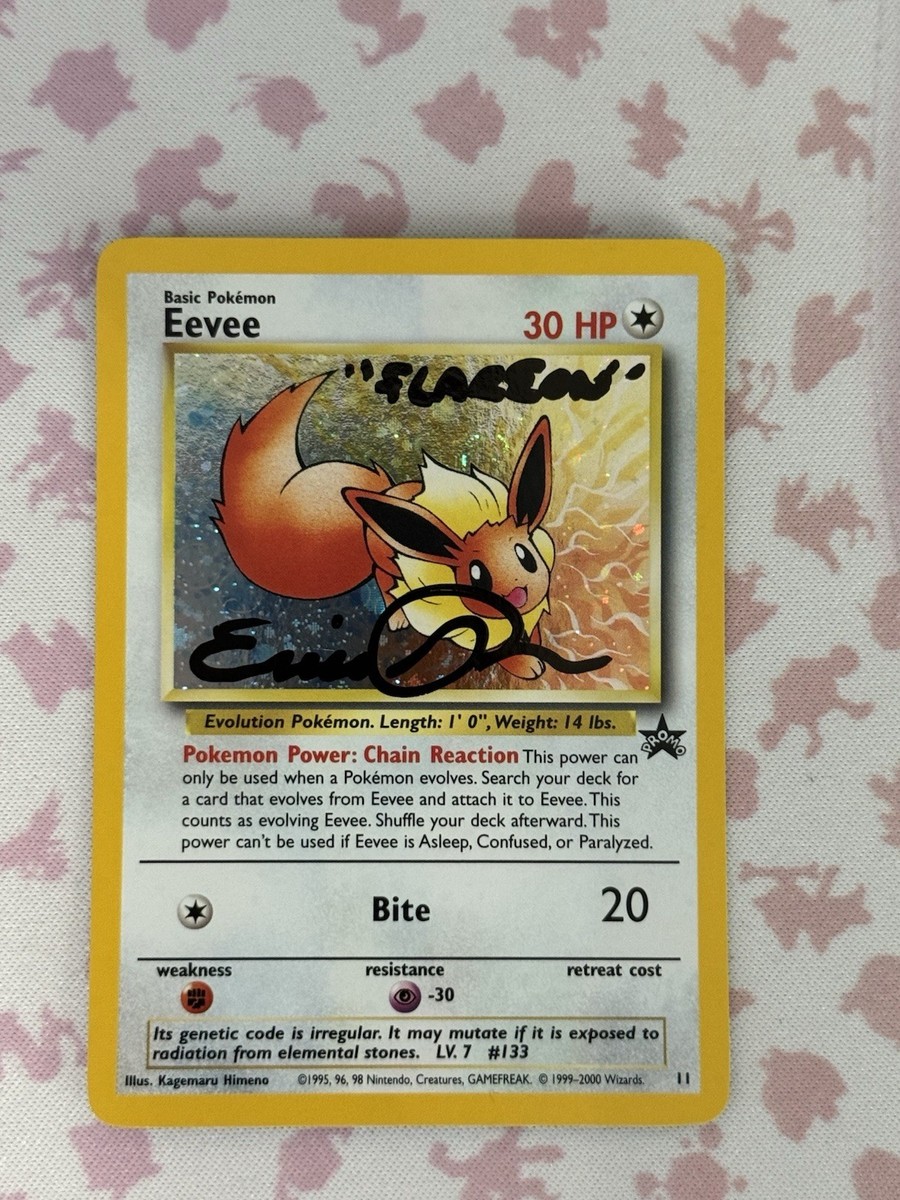 Basic Pokémon
Eevee 30 HP
"FLAREON"
Evolution Pokémon. Length: 1' 0", Weight: 14 lbs.
PROMO
Pokemon Power: Chain Reaction This power can
only be used when a Pokémon evolves. Search your deck for
a card that evolves from Eevee and attach it to Eevee. This
counts as evolving Eevee. Shuffle your deck afterward. This
power can't be used if Eevee is Asleep, Confused, or Paralyzed.
Bite 20
weakness resistance retreat cost
-30
Its genetic code is irregular. It may mutate if it is exposed to
radiation from elemental stones. LV. 7 #133
Illus. Kagemaru Himeno ©1995, 96, 98 Nintendo, Creatures, GAMEFREAK. © 1999–2000 Wizards. 11